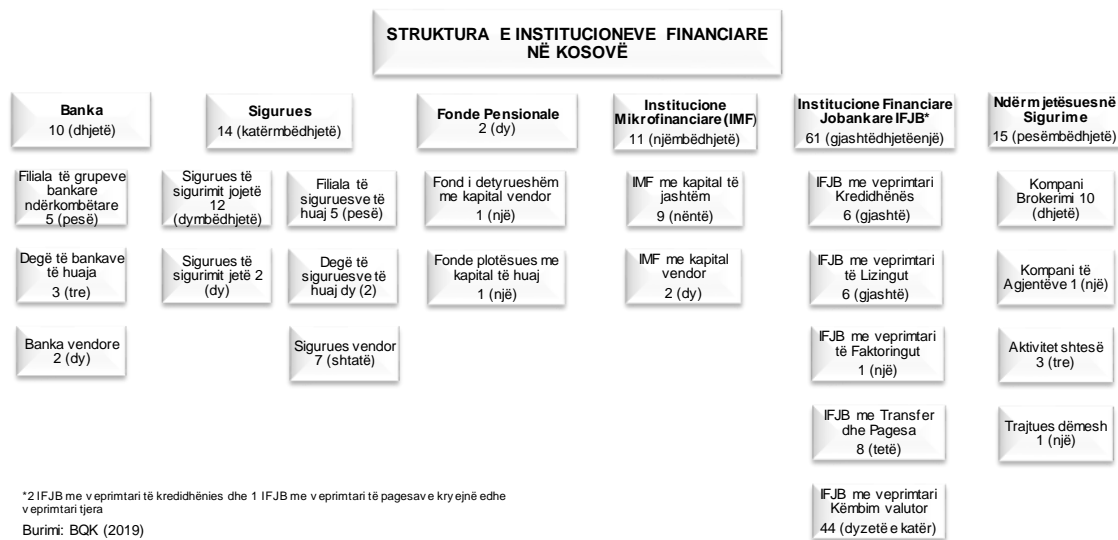 STRUKTURA E INSTITUCIONEVE FINANCIARE
NË KOSOVË
Banka
10 (dhjetë)
Filiala të grupeve
bankare
ndërkombëtare
5 (pesë)
Degë të bankave
të huaja
3 (tre)
Banka vendore
2 (dy)
Sigurues
14 (katërmbëdhjetë)
Sigurues të
sigurimit jojetë
12
(dymbëdhjetë)
Sigurues të
sigurimit jetë 2
(dy)
Filiala të
siguruesve të
huaj 5 (pesë)
Degë të
siguruesve të
huaj dy (2)
Sigurues vendor
7 (shtatë)
Fonde Pensionale
2 (dy)
Fond i detyrueshëm
me kapital vendor
1 (një)
Fonde plotësues me
kapital të huaj
1 (një)
Institucione
Mikrofinanciare (IMF)
11 (njëmbëdhjetë)
IMF me kapital të
jashtëm
9 (nëntë)
IMF me kapital
vendor
2 (dy)
Institucione Financiare
Jobankare IFJB*
61 (gjashtëdhjetëenjë)
IFJB me veprimtari
Kredidhënës
6 (gjashtë)
IFJB me veprimtari
të Lizingut
6 (gjashtë)
IFJB me veprimtari
të Faktoringut
1 (një)
IFJB me Transfer
dhe Pagesa
8 (tetë)
IFJB me veprimtari
Këmbim valutor
44 (dyzetë e katër)
Ndërmjetësues në
Sigurime
15 (pesëmbëdhjetë)
Kompani
Brokerimi 10
(dhjetë)
Kompani të
Agjentëve 1 (një)
Aktivitet shtesë
3 (tre)
Trajtues dëmesh
1 (një)
*2 IFJB me veprimtari të kredidhënies dhe 1 IFJB me veprimtari të pagesave kryejnë edhe
veprimtari tjera
Burimi: BQK (2019)